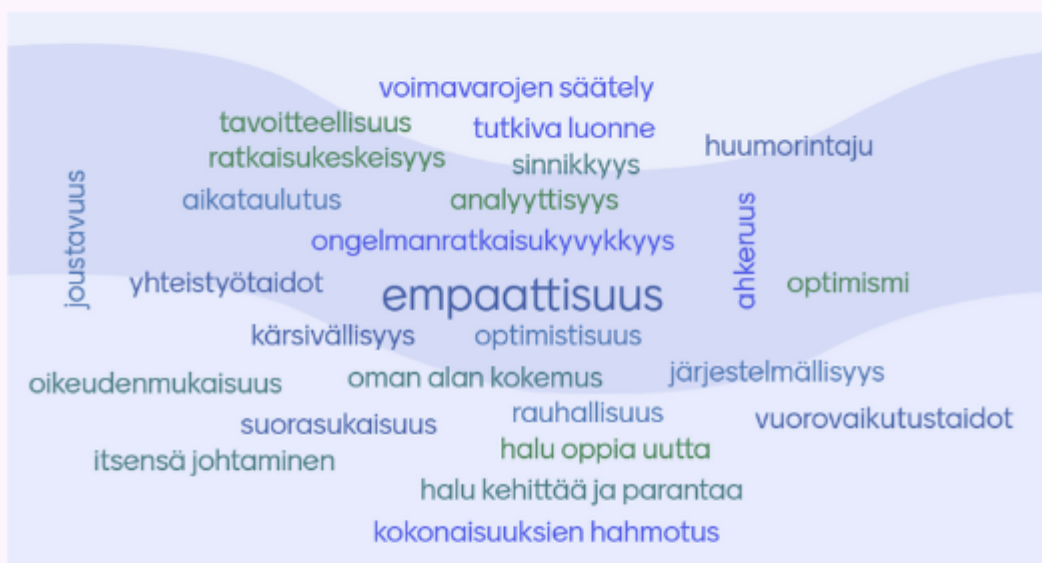 voimavarojen säätely
tavoitteellisuus
tutkiva luonne
huumorintaju
ratkaisukeskeisyys
sinnikkyys
joustavuus
aikataulutus
analyyttisyys
ahkeruus
ongelmanratkaisukyvykkyys
yhteistyötaidot
empaattisuus
optimismi
kärsivällisyys
optimistisuus
oikeudenmukaisuus
oman alan kokemus
järjestelmällisyys
suorasukaisuus
rauhallisuus
vuorovaikutustaidot
itsensä johtaminen
halu oppia uutta
halu kehittää ja parantaa
kokonaisuuksien hahmotus